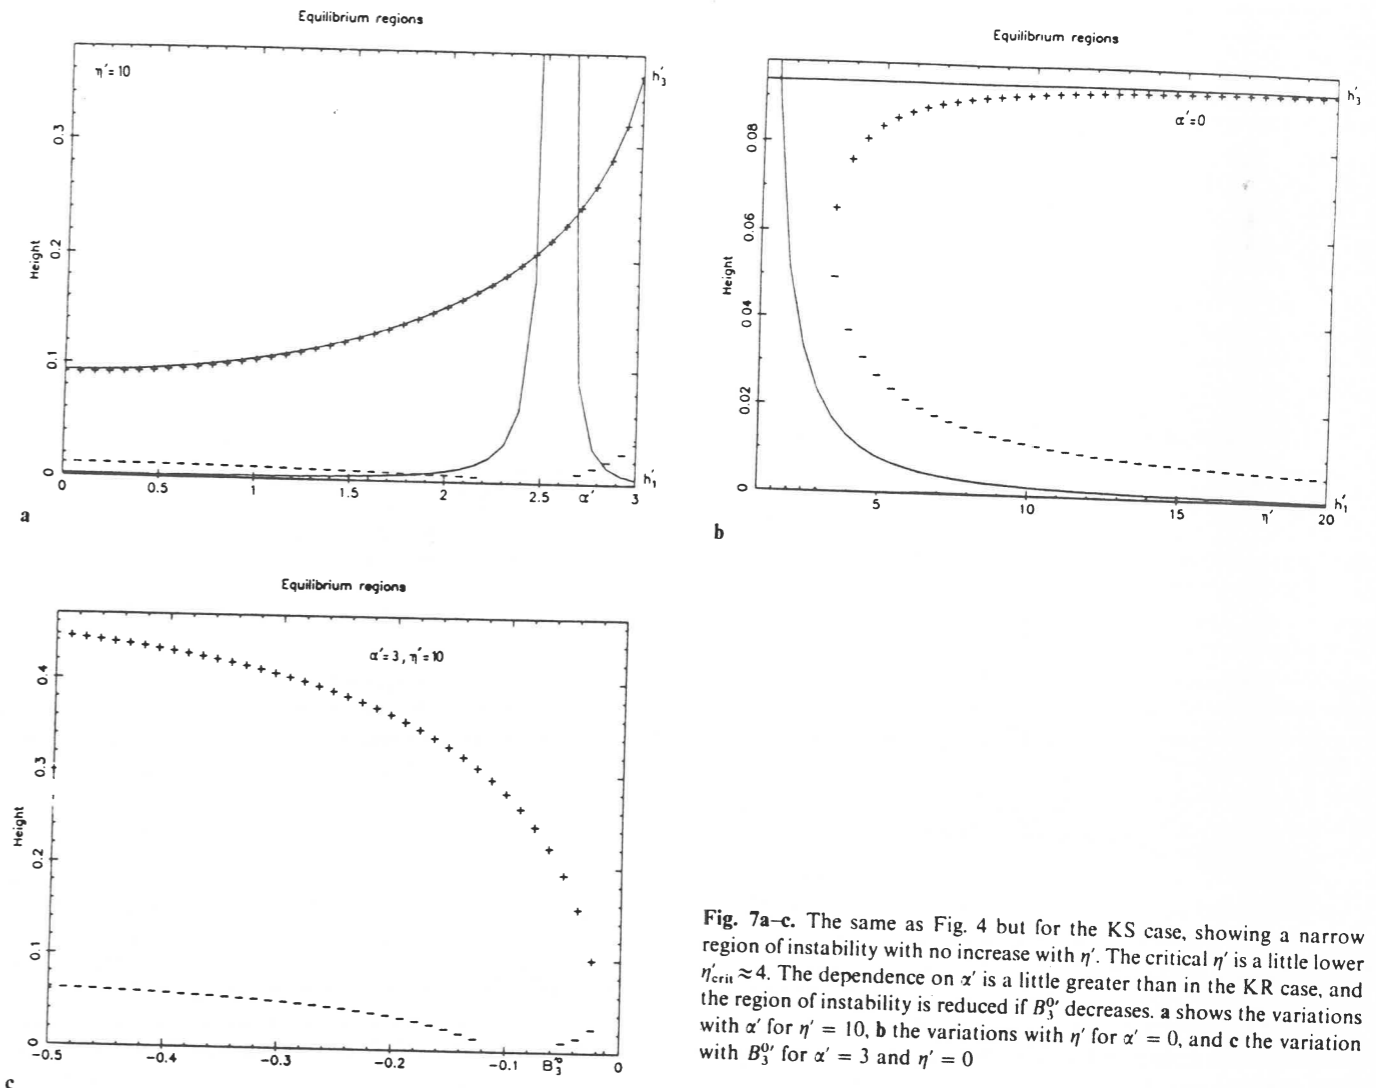 Equilibrium regions
η′= 10
h′3
0.3
0.2
0.1
0
Height
0 0.5 1 1.5 2 2.5 α′ 3
h′1
a
Equilibrium regions
h′3
α′=0
0.08
0.06
0.04
0.02
0
Height
5 10 15 η′ 20
h′1
b
Equilibrium regions
α′=3, η′=10
0.4
0.3
0.2
0.1
0
Height
-0.5 -0.4 -0.3 -0.2 -0.1 B°3 0
c
Fig. 7a–c. The same as Fig. 4 but for the KS case, showing a narrow
region of instability with no increase with η′. The critical η′ is a little lower
η′crit ≈ 4. The dependence on α′ is a little greater than in the KR case, and
the region of instability is reduced if B3⁰′ decreases. a shows the variations
with α′ for η′ = 10, b the variations with η′ for α′ = 0, and c the variation
with B3⁰′ for α′ = 3 and η′ = 0